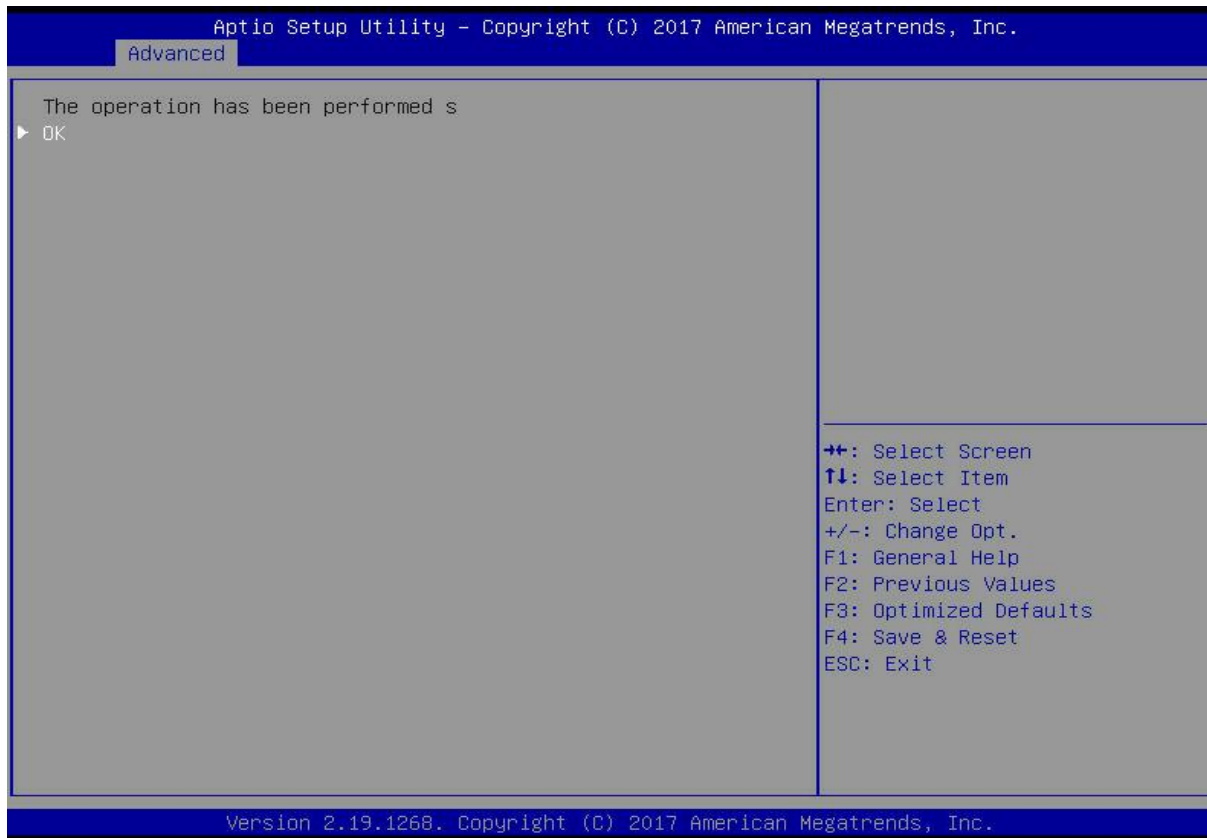 Aptio Setup Utility – Copyright (C) 2017 American Megatrends, Inc.
Advanced
The operation has been performed s
► OK
→←: Select Screen
↑↓: Select Item
Enter: Select
+/-: Change Opt.
F1: General Help
F2: Previous Values
F3: Optimized Defaults
F4: Save & Reset
ESC: Exit
Version 2.19.1268. Copyright (C) 2017 American Megatrends, Inc.